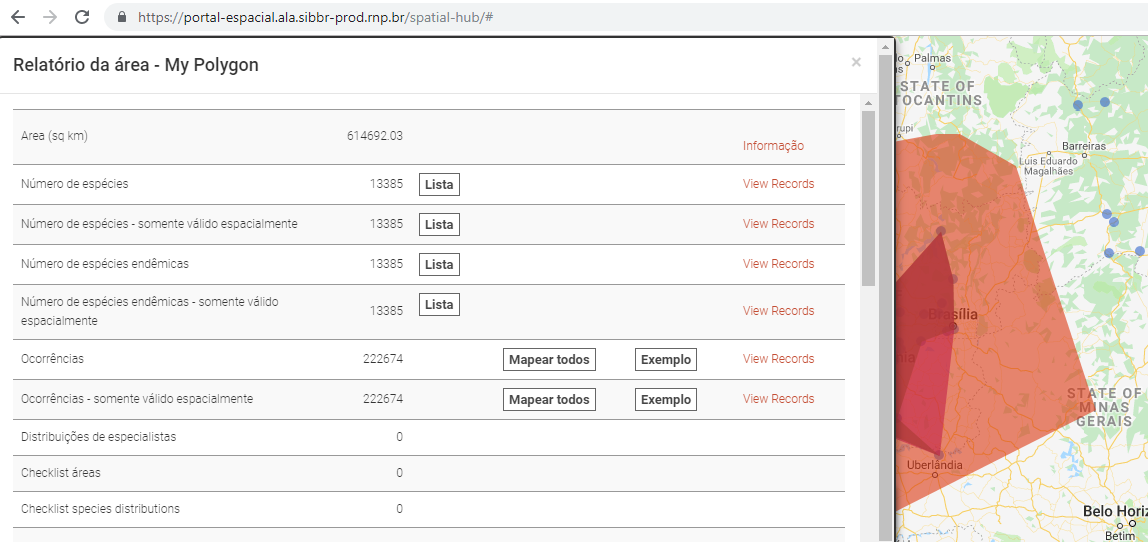 https://portal-espacial.ala.sibbr-prod.rnp.br/spatial-hub/#
Relatório da área - My Polygon
×
Area (sq km) 614692.03 Informação
Número de espécies 13385 Lista View Records
Número de espécies - somente válido espacialmente 13385 Lista View Records
Número de espécies endêmicas 13385 Lista View Records
Número de espécies endêmicas - somente válido
espacialmente 13385 Lista View Records
Ocorrências 222674 Mapear todos Exemplo View Records
Ocorrências - somente válido espacialmente 222674 Mapear todos Exemplo View Records
Distribuições de especialistas 0
Checklist áreas 0
Checklist species distributions 0
Palmas
STATE OF
TOCANTINS
Barreiras
Luis Eduardo
Magalhães
Brasília
STATE OF
MINAS
GERAIS
Uberlândia
Belo Horiz
Betim